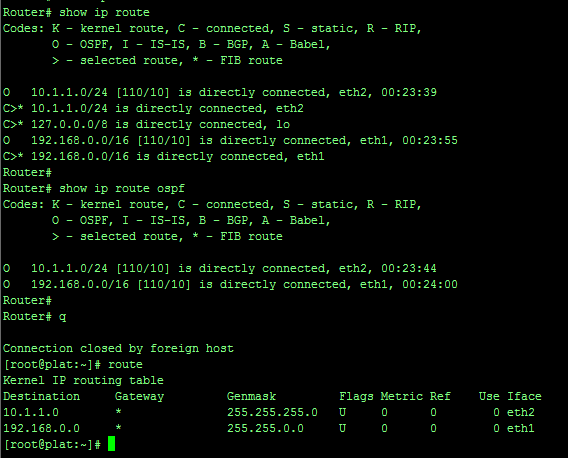 Router# show ip route
Codes: K - kernel route, C - connected, S - static, R - RIP,
       O - OSPF, I - IS-IS, B - BGP, A - Babel,
       > - selected route, * - FIB route

O   10.1.1.0/24 [110/10] is directly connected, eth2, 00:23:39
C>* 10.1.1.0/24 is directly connected, eth2
C>* 127.0.0.0/8 is directly connected, lo
O   192.168.0.0/16 [110/10] is directly connected, eth1, 00:23:55
C>* 192.168.0.0/16 is directly connected, eth1
Router#
Router# show ip route ospf
Codes: K - kernel route, C - connected, S - static, R - RIP,
       O - OSPF, I - IS-IS, B - BGP, A - Babel,
       > - selected route, * - FIB route

O   10.1.1.0/24 [110/10] is directly connected, eth2, 00:23:44
O   192.168.0.0/16 [110/10] is directly connected, eth1, 00:24:00
Router#
Router# q

Connection closed by foreign host
[root@plat:~]# route
Kernel IP routing table
Destination     Gateway         Genmask         Flags Metric Ref    Use Iface
10.1.1.0        *               255.255.255.0   U     0      0        0 eth2
192.168.0.0     *               255.255.0.0     U     0      0        0 eth1
[root@plat:~]#